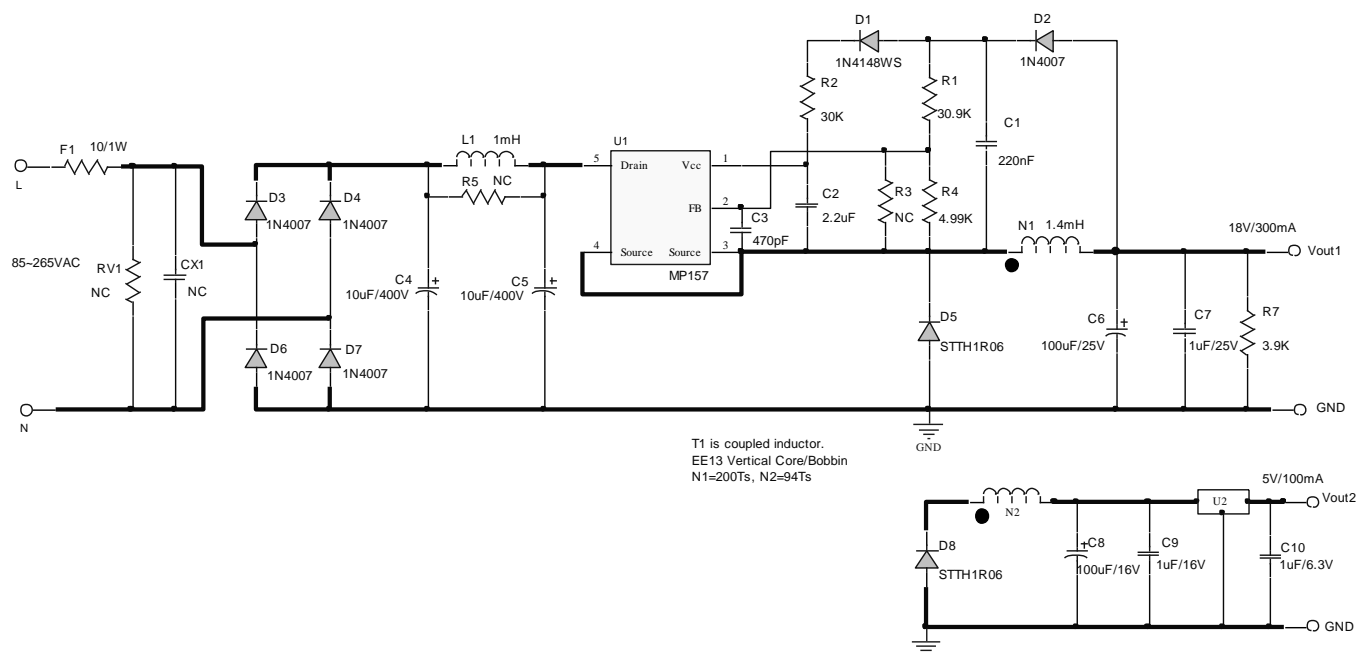 D1
1N4148WS
D2
1N4007
R2
30K
R1
30.9K
C1
220nF
F1
10/1W
L
L1
1mH
R5
NC
U1
5
Drain
Vcc
1
FB
2
4
Source
Source
3
MP157
C2
2.2uF
C3
470pF
R3
NC
R4
4.99K
N1
1.4mH
18V/300mA
Vout1
D3
1N4007
D4
1N4007
85~265VAC
RV1
NC
CX1
NC
C4
+
10uF/400V
C5
+
10uF/400V
D5
STTH1R06
C6
+
100uF/25V
C7
1uF/25V
R7
3.9K
D6
1N4007
D7
1N4007
N
GND
GND
T1 is coupled inductor.
EE13 Vertical Core/Bobbin
N1=200Ts, N2=94Ts
N2
U2
5V/100mA
Vout2
D8
STTH1R06
+
C8
100uF/16V
C9
1uF/16V
C10
1uF/6.3V
GND